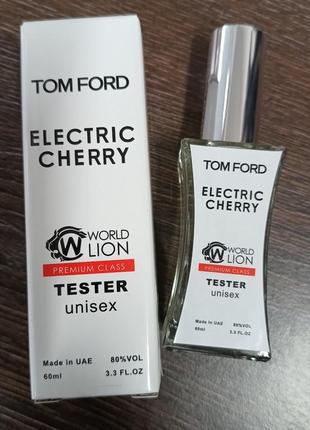 TOM FORD
ELECTRIC
CHERRY
WORLD
LION
PREMIUM CLASS
TESTER
unisex
Made in UAE 80%VOL
60ml 3.3 FL.OZ
TOM FORD
ELECTRIC
CHERRY
WORLD
LION
PREMIUM CLASS
TESTER
unisex
Made in UAE 80%VOL
60ml 3.3 FL.OZ